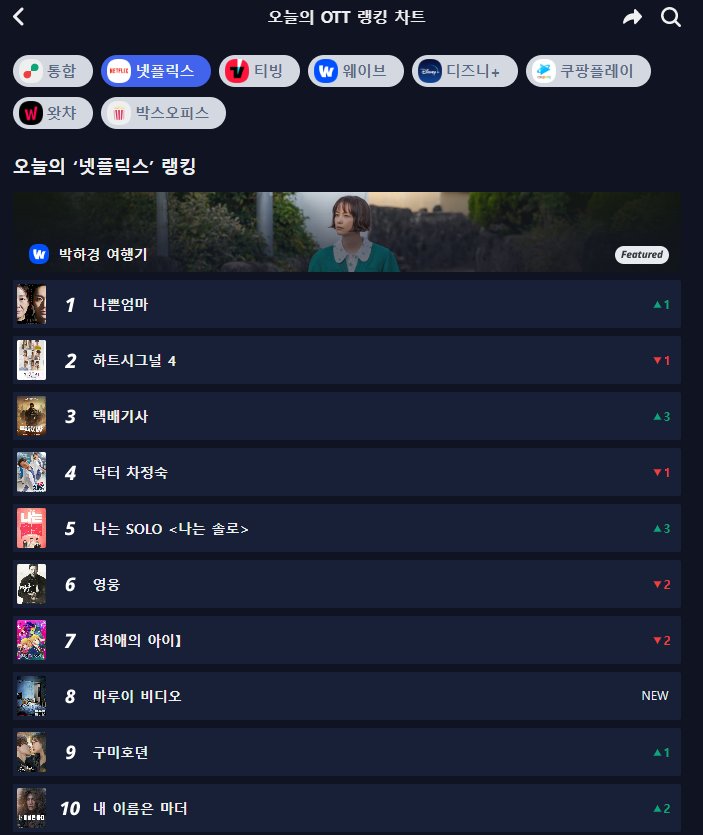 오늘의 OTT 랭킹 차트
통합 NETFLIX 넷플릭스 티빙 W 웨이브 Disney+ 디즈니+ 쿠팡플레이
W 왓챠 박스오피스
오늘의 ‘넷플릭스’ 랭킹
W 박하경 여행기 Featured
1 나쁜엄마 ▲1
2 하트시그널 4 ▼1
3 택배기사 ▲3
4 닥터 차정숙 ▼1
5 나는 SOLO <나는 솔로> ▲3
6 영웅 ▼2
7 [최애의 아이] ▼2
8 마루이 비디오 NEW
9 구미호뎐 ▲1
10 내 이름은 마더 ▲2